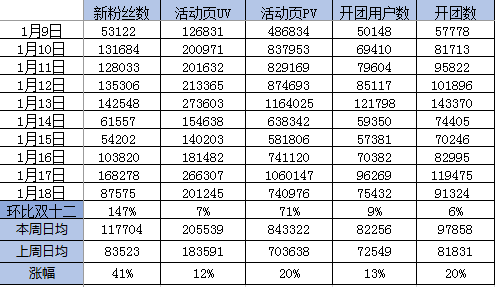 新粉丝数 活动页UV 活动页PV 开团用户数 开团数
1月9日 53122 126831 486834 50148 57778
1月10日 131684 200971 837953 69410 81713
1月11日 128033 201632 829169 79604 95822
1月12日 135306 213365 874693 85117 101896
1月13日 142548 273603 1164025 121798 143370
1月14日 61557 154638 638342 59350 74405
1月15日 54202 140203 581806 57381 70246
1月16日 103820 181482 741120 70382 82995
1月17日 168278 266307 1060147 96269 119475
1月18日 87575 201245 740976 75432 91324
环比双十二 147% 7% 71% 9% 6%
本周日均 117704 205539 843322 82256 97858
上周日均 83523 183591 703638 72549 81831
涨幅 41% 12% 20% 13% 20%